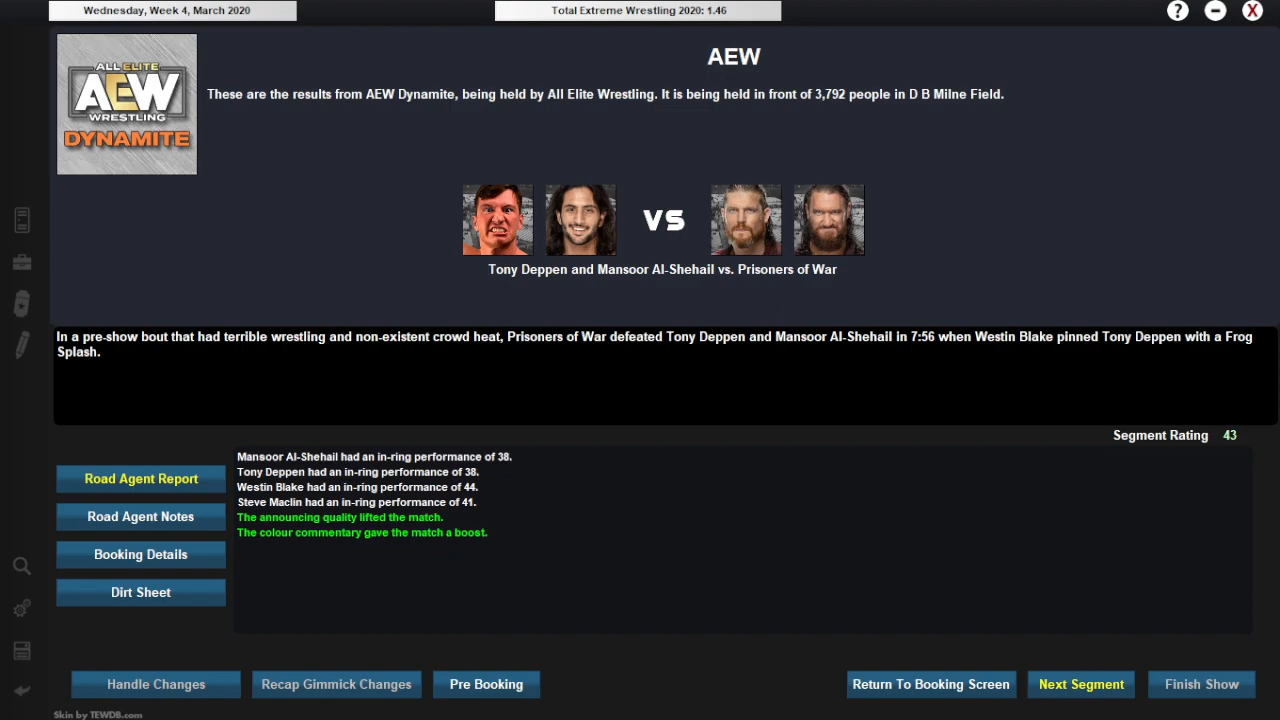 Wednesday, Week 4, March 2020
Total Extreme Wrestling 2020: 1.46
?
X
AEW
ALL ELITE
AEW
WRESTLING
DYNAMITE
These are the results from AEW Dynamite, being held by All Elite Wrestling. It is being held in front of 3,792 people in D B Milne Field.
VS
Tony Deppen and Mansoor Al-Shehail vs. Prisoners of War
In a pre-show bout that had terrible wrestling and non-existent crowd heat, Prisoners of War defeated Tony Deppen and Mansoor Al-Shehail in 7:56 when Westin Blake pinned Tony Deppen with a Frog
Splash.
Segment Rating 43
Road Agent Report
Road Agent Notes
Booking Details
Dirt Sheet
Mansoor Al-Shehail had an in-ring performance of 38.
Tony Deppen had an in-ring performance of 38.
Westin Blake had an in-ring performance of 44.
Steve Maclin had an in-ring performance of 41.
The announcing quality lifted the match.
The colour commentary gave the match a boost.
Handle Changes
Recap Gimmick Changes
Pre Booking
Return To Booking Screen
Next Segment
Finish Show
Skin by TEWDB.com